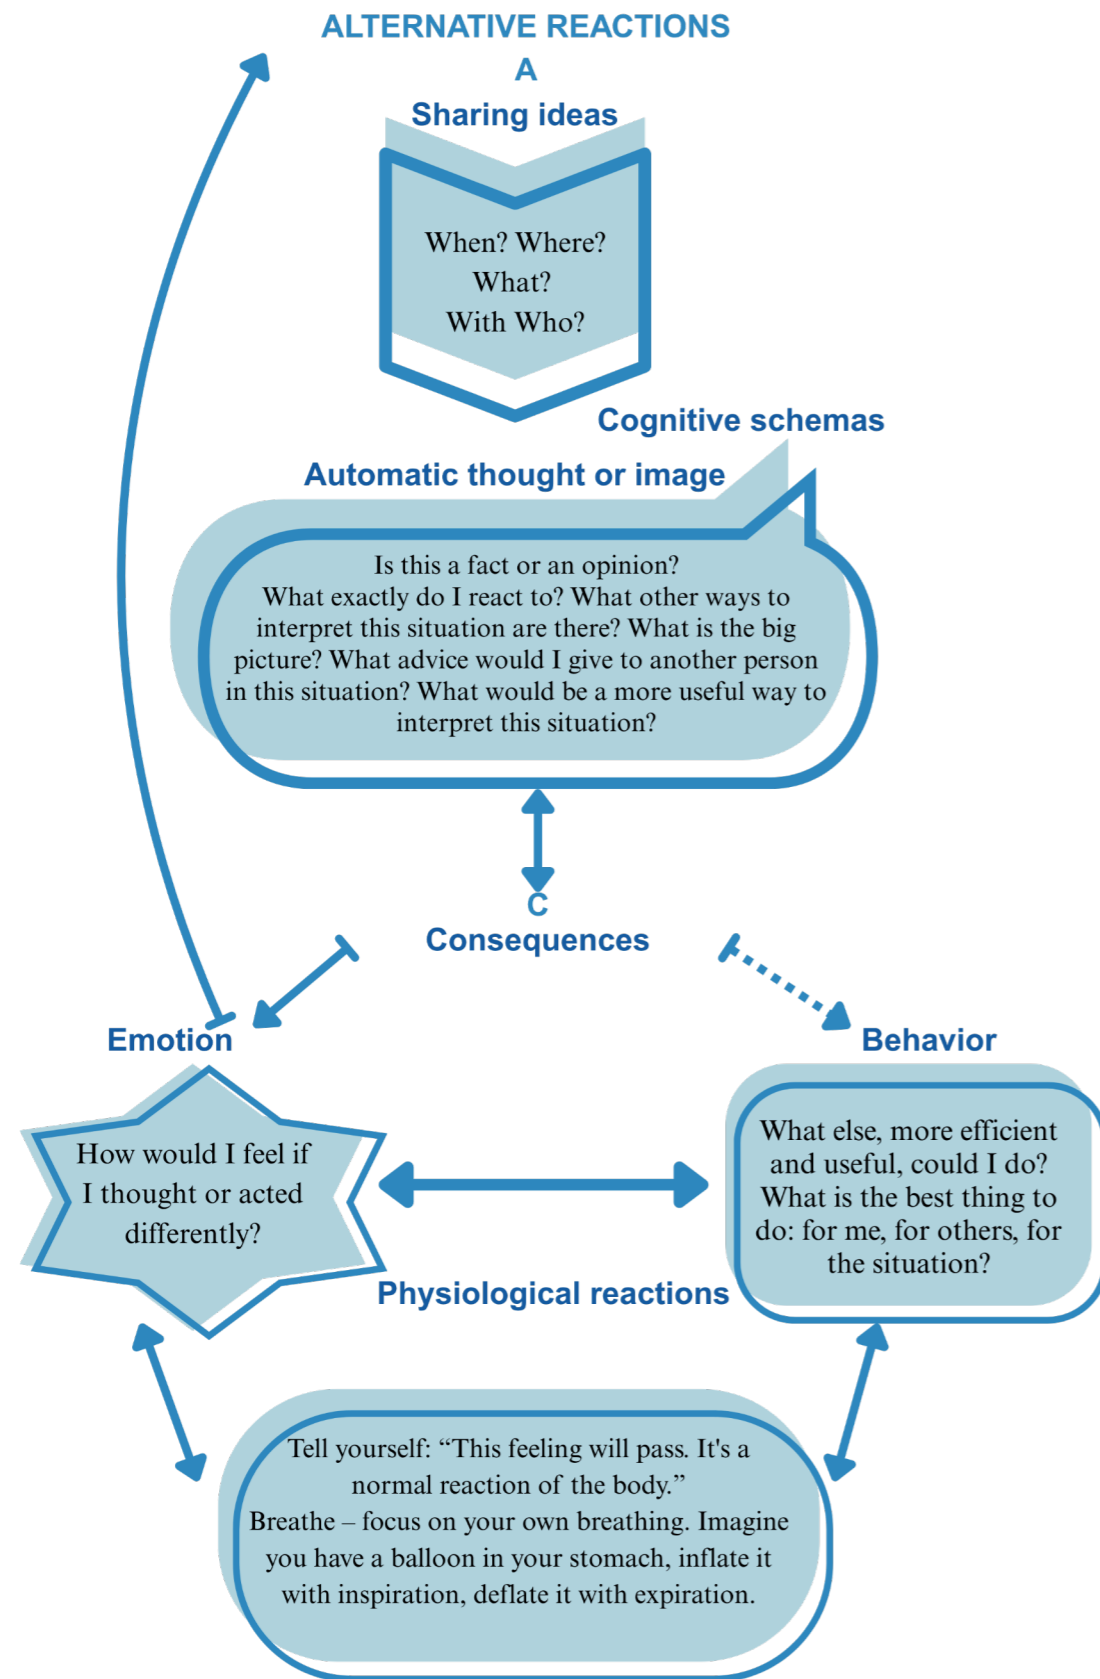 ALTERNATIVE REACTIONS
A
Sharing ideas
When? Where?
What?
With Who?
Cognitive schemas
Automatic thought or image
Is this a fact or an opinion?
What exactly do I react to? What other ways to
interpret this situation are there? What is the big
picture? What advice would I give to another person
in this situation? What would be a more useful way to
interpret this situation?
C
Consequences
Emotion
How would I feel if
I thought or acted
differently?
Behavior
What else, more efficient
and useful, could I do?
What is the best thing to
do: for me, for others, for
the situation?
Physiological reactions
Tell yourself: “This feeling will pass. It's a
normal reaction of the body.”
Breathe – focus on your own breathing. Imagine
you have a balloon in your stomach, inflate it
with inspiration, deflate it with expiration.